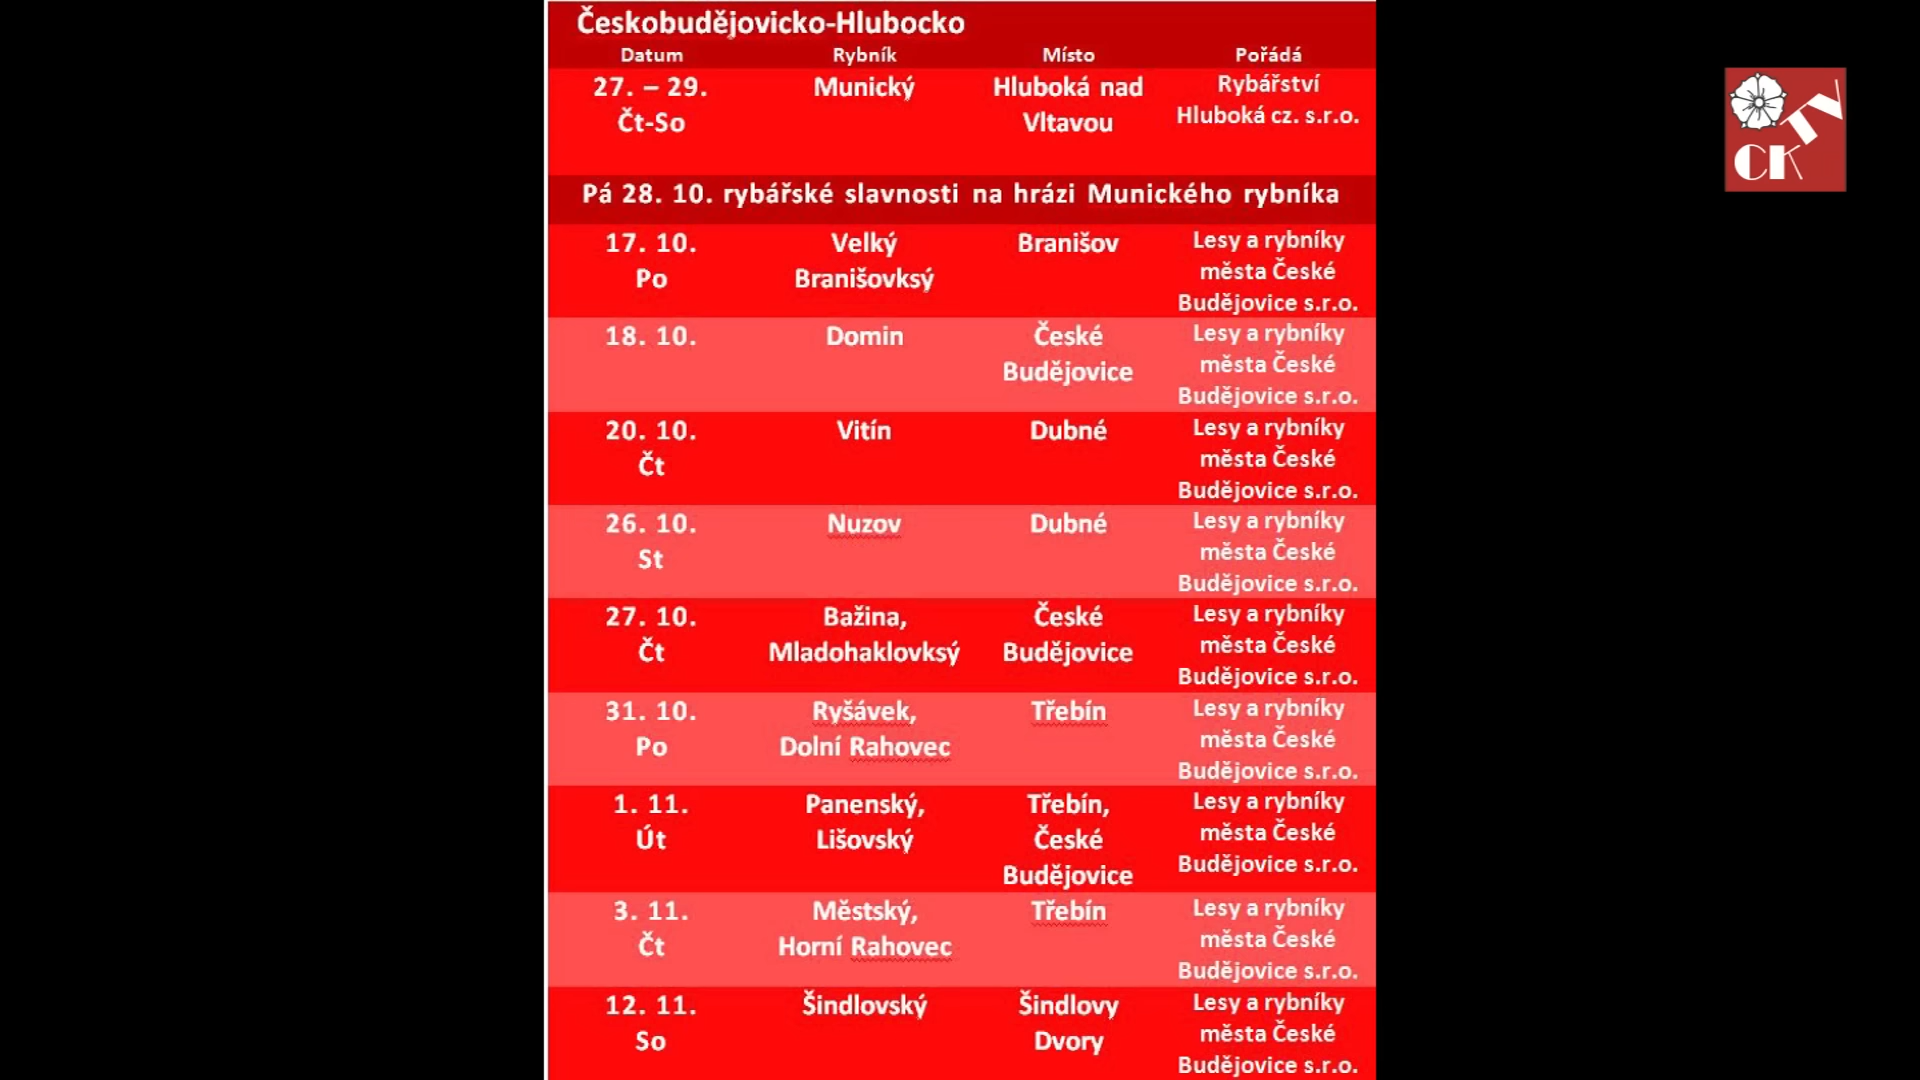 Českobudějovicko-Hlubocko
Datum Rybník Místo Pořádá
27. – 29. Munický Hluboká nad Rybářství
Čt-So Vltavou Hluboká cz. s.r.o.
Pá 28. 10. rybářské slavnosti na hrázi Munického rybníka
17. 10. Velký Branišov Lesy a rybníky
Po Branišovksý města České
Budějovice s.r.o.
18. 10. Domin České Lesy a rybníky
Budějovice města České
Budějovice s.r.o.
20. 10. Vitín Dubné Lesy a rybníky
Čt města České
Budějovice s.r.o.
26. 10. Nuzov Dubné Lesy a rybníky
St města České
Budějovice s.r.o.
27. 10. Bažina, České Lesy a rybníky
Čt Mladohaklovksý Budějovice města České
Budějovice s.r.o.
31. 10. Ryšávek, Třebín Lesy a rybníky
Po Dolní Rahovec města České
Budějovice s.r.o.
1. 11. Panenský, Třebín, Lesy a rybníky
Út Lišovský České města České
Budějovice Budějovice s.r.o.
3. 11. Městský, Třebín Lesy a rybníky
Čt Horní Rahovec města České
Budějovice s.r.o.
12. 11. Šindlovský Šindlovy Lesy a rybníky
So Dvory města České
Budějovice s.r.o.
TV
CK